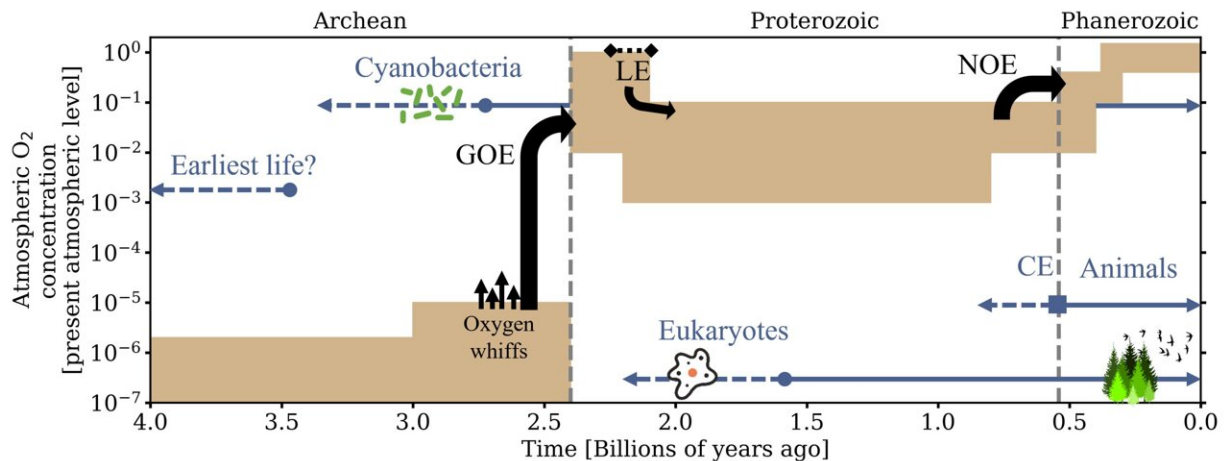 Archean
Proterozoic
Phanerozoic
Atmospheric O₂
concentration
[present atmospheric level]
10⁰
10⁻¹
10⁻²
10⁻³
10⁻⁴
10⁻⁵
10⁻⁶
10⁻⁷
Cyanobacteria
Earliest life?
GOE
LE
NOE
Oxygen
whiffs
Eukaryotes
CE
Animals
4.0
3.5
3.0
2.5
2.0
1.5
1.0
0.5
0.0
Time [Billions of years ago]